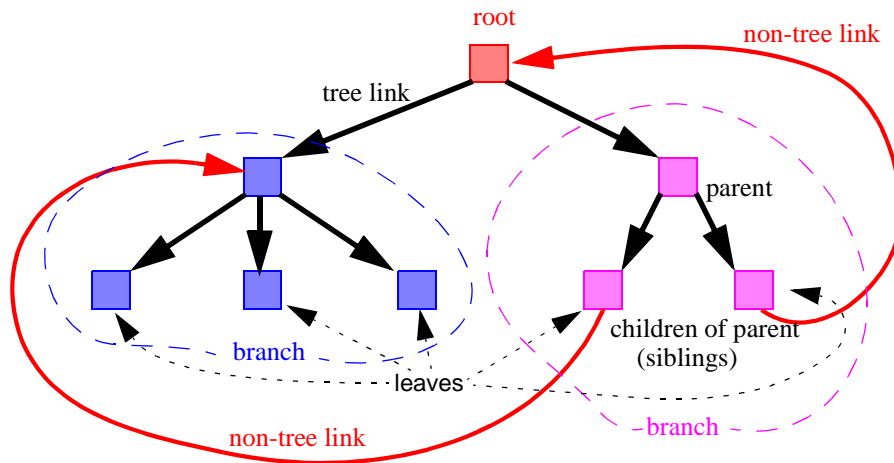 root
non-tree link
tree link
parent
children of parent
(siblings)
branch
leaves
branch
non-tree link